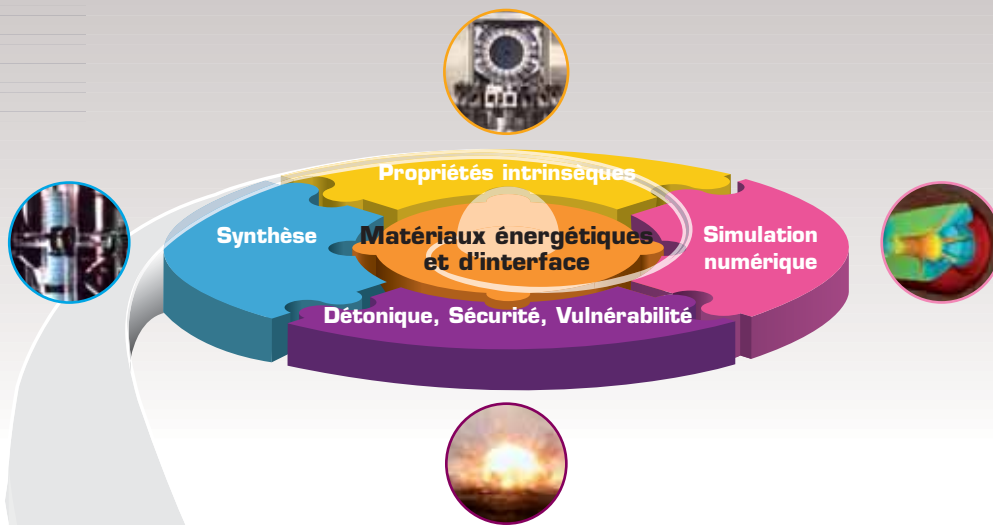 Propriétés intrinsèques
Synthèse
Matériaux énergétiques
et d'interface
Simulation
numérique
Détonique, Sécurité, Vulnérabilité